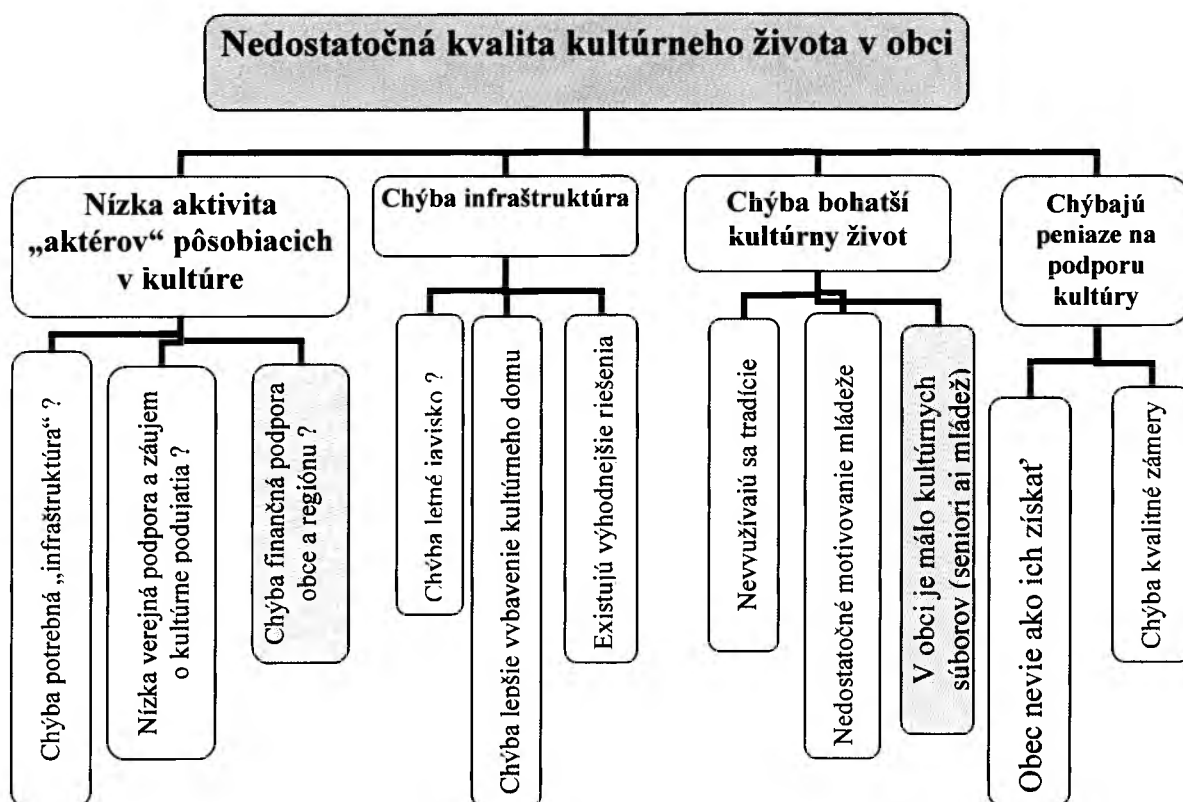 Nedostatočná kvalita kultúrneho života v obci
Nízka aktivita
„aktérov“ pôsobiacich
v kultúre
Chýba infraštruktúra
Chýba bohatší
kultúrny život
Chýbajú
peniaze na
podporu
kultúry
Chýba potrebná „infraštruktúra“ ?
Nízka verejná podpora a záujem
o kultúrne podujatia ?
Chýba finančná podpora
obce a regiónu ?
Chýba letné javisko ?
Chýba lepšie vybavenie kultúrneho domu
Existujú výhodnejšie riešenia
Nevyužívajú sa tradície
Nedostatočné motivovanie mládeže
V obci je málo kultúrnych
súborov (seniori aj mládež)
Obec nevie ako ich získať
Chýba kvalitné zámery